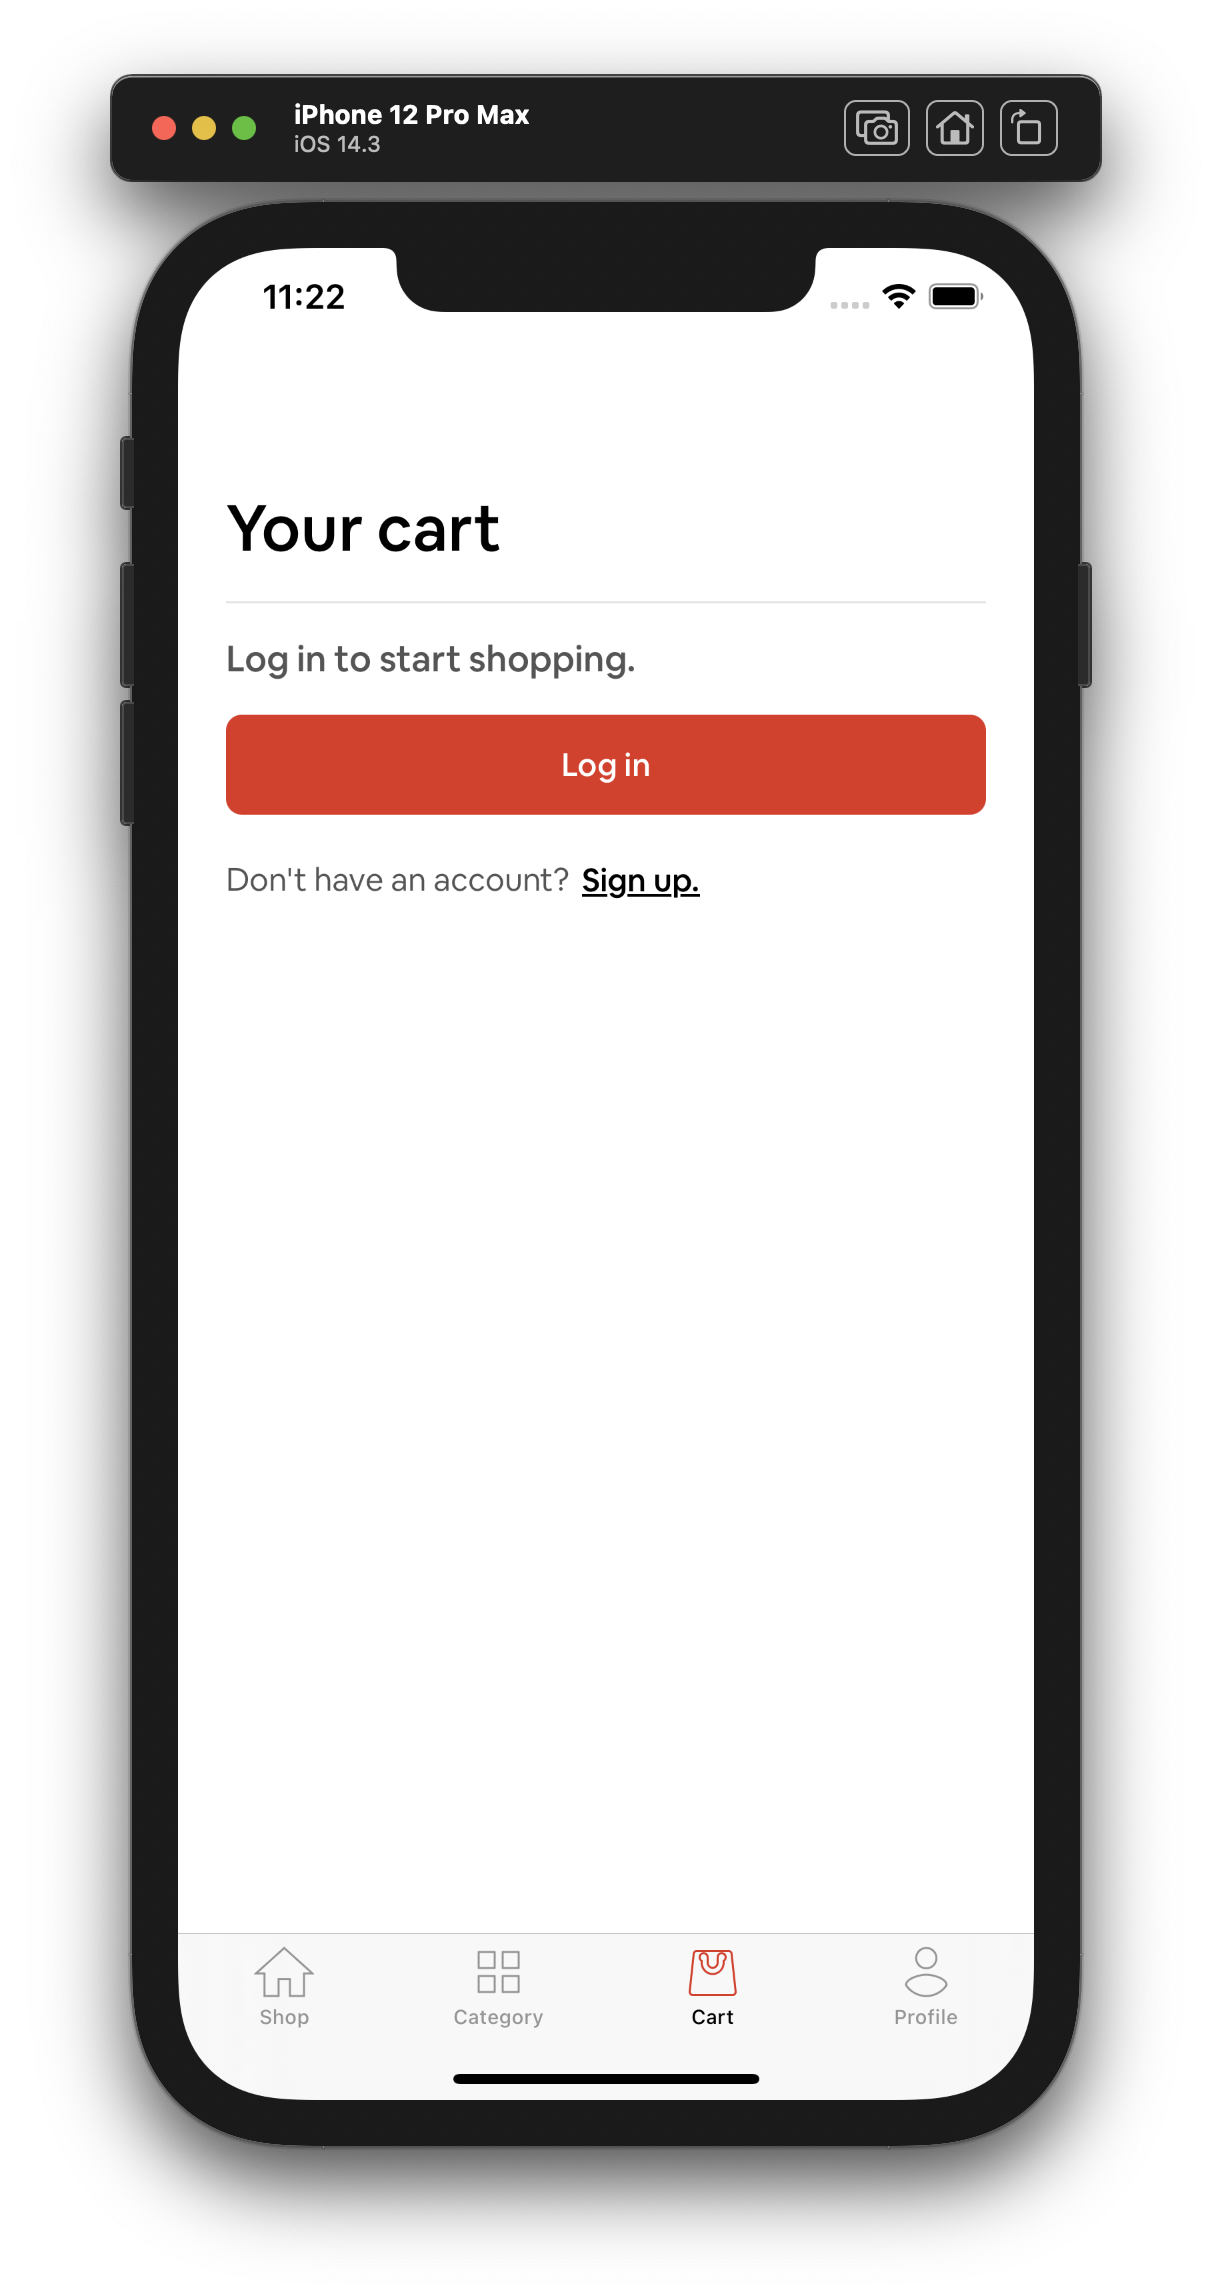 iPhone 12 Pro Max
iOS 14.3
11:22
Your cart
Log in to start shopping.
Log in
Don't have an account? Sign up.
Shop
Category
Cart
Profile